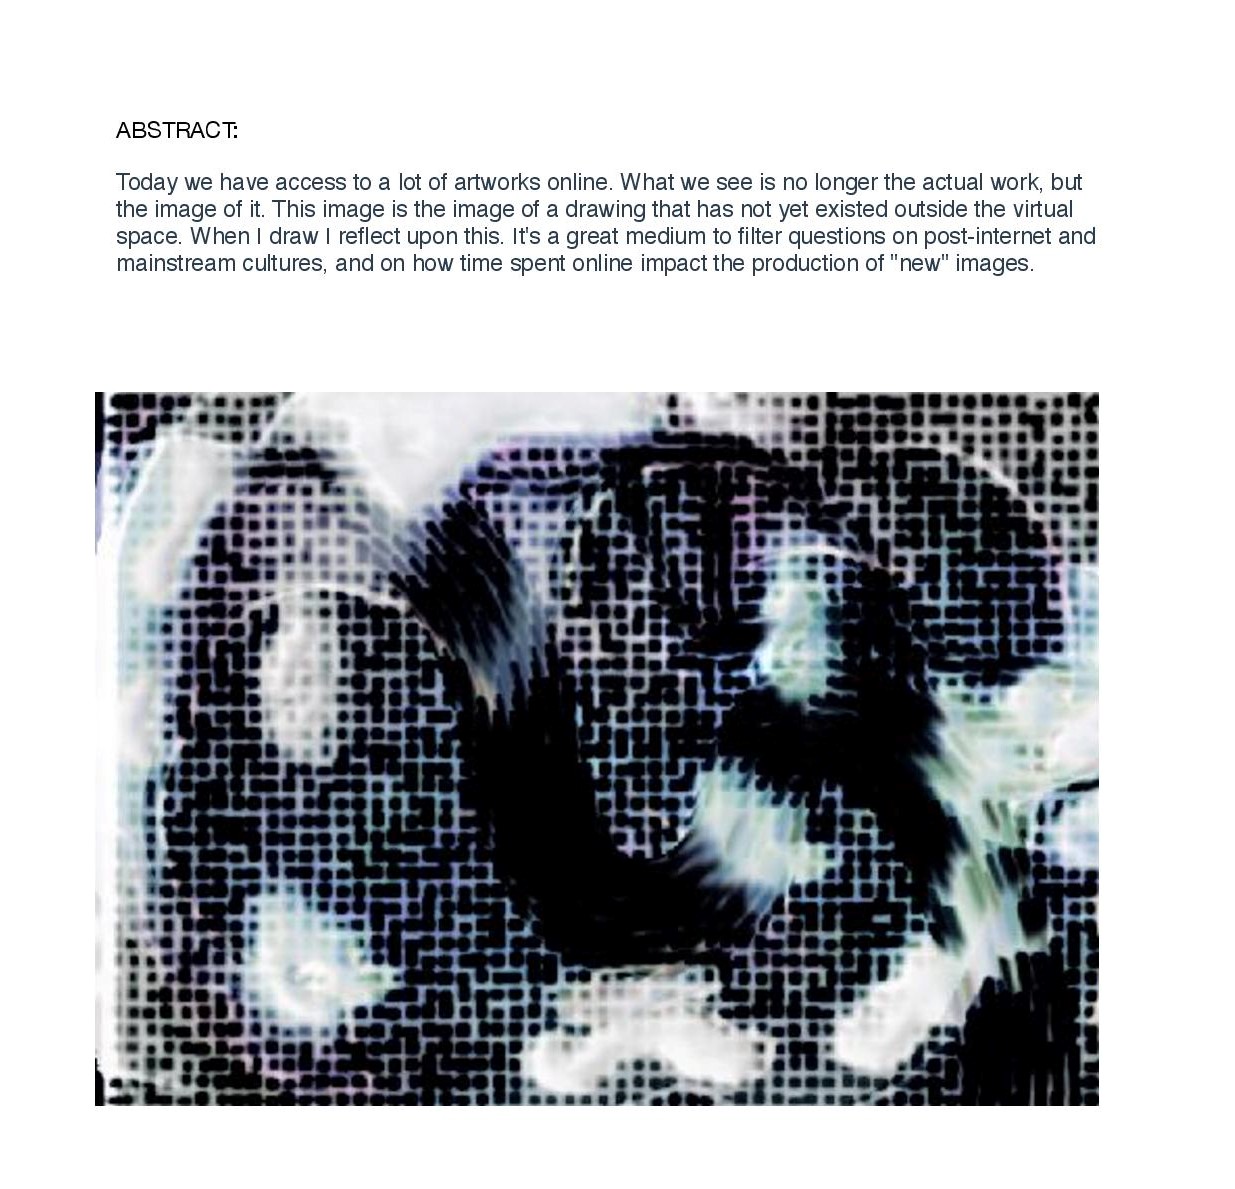 ABSTRACT:
Today we have access to a lot of artworks online. What we see is no longer the actual work, but
the image of it. This image is the image of a drawing that has not yet existed outside the virtual
space. When I draw I reflect upon this. It's a great medium to filter questions on post-internet and
mainstream cultures, and on how time spent online impact the production of "new" images.